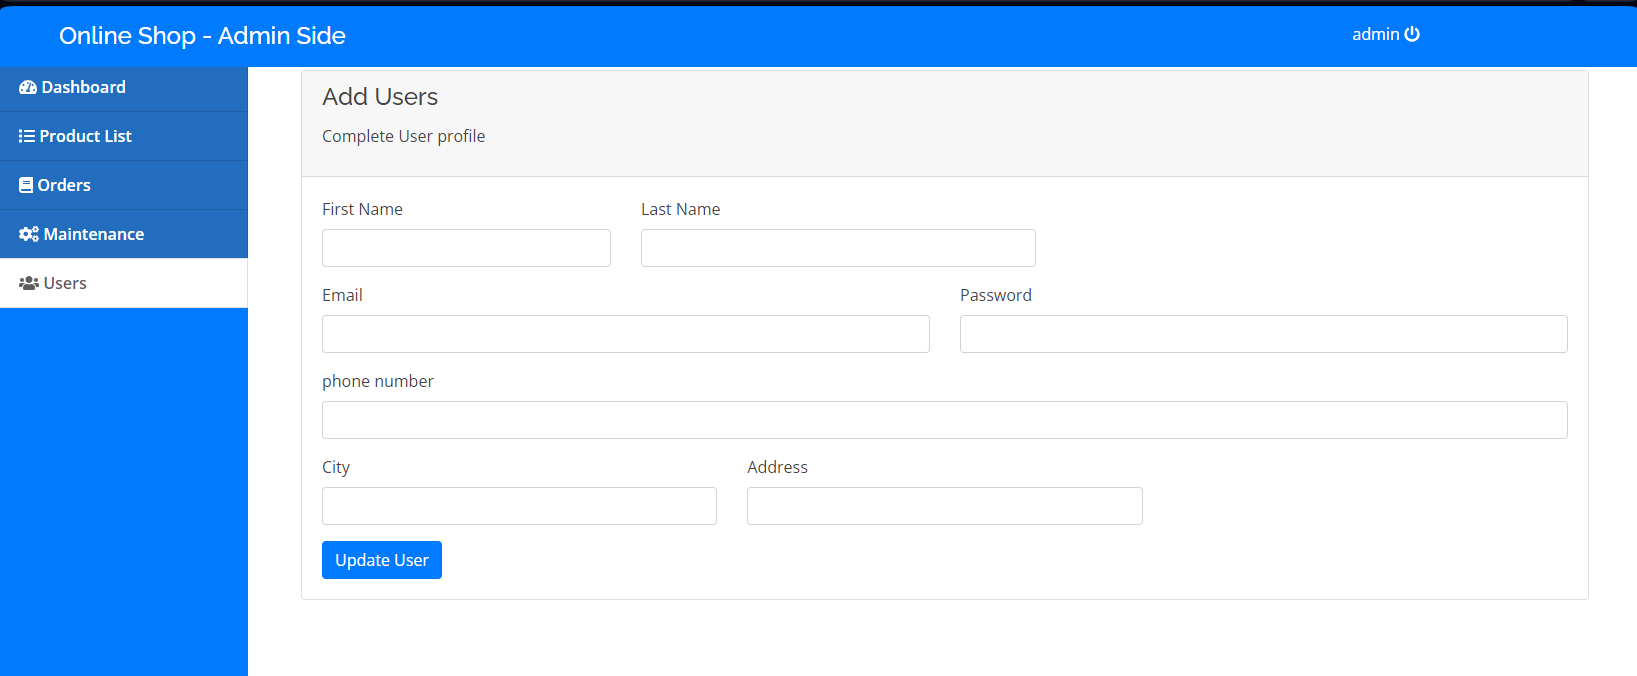 Online Shop - Admin Side
admin
Dashboard
Product List
Orders
Maintenance
Users
Add Users
Complete User profile
First Name
Last Name
Email
Password
phone number
City
Address
Update User